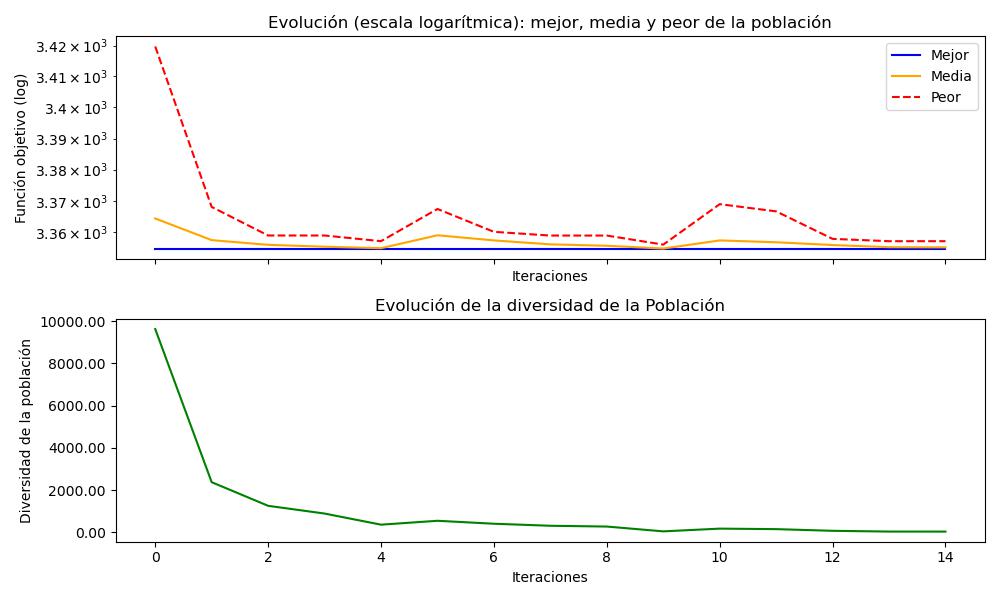 Evolución (escala logarítmica): mejor, media y peor de la población
Función objetivo (log)
3.42 × 10³
3.41 × 10³
3.4 × 10³
3.39 × 10³
3.38 × 10³
3.37 × 10³
3.36 × 10³
Mejor
Media
Peor
Iteraciones
Evolución de la diversidad de la Población
Diversidad de la población
10000.00
8000.00
6000.00
4000.00
2000.00
0.00
0 2 4 6 8 10 12 14
Iteraciones